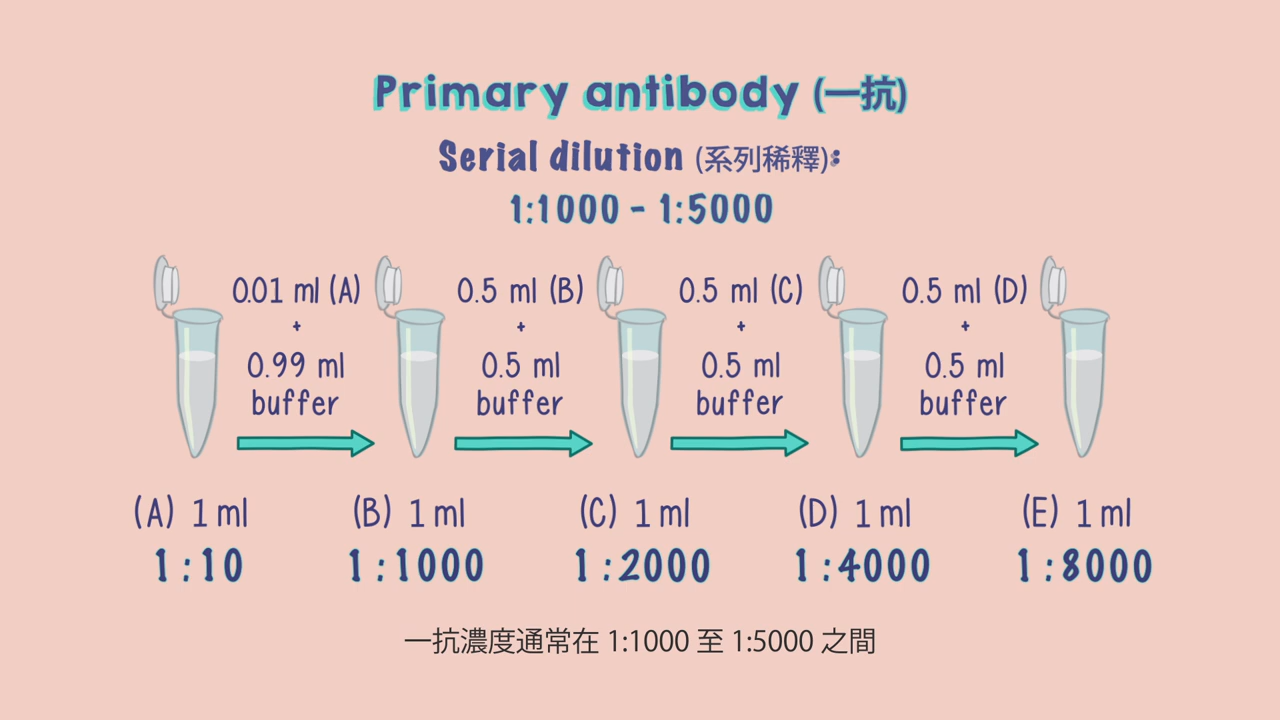 Primary antibody (一抗)
Serial dilution (系列稀釋):
1:1000 - 1:5000
0.01 ml (A)
+
0.99 ml
buffer
0.5 ml (B)
+
0.5 ml
buffer
0.5 ml (C)
+
0.5 ml
buffer
0.5 ml (D)
+
0.5 ml
buffer
(A) 1 ml
1:10
(B) 1 ml
1:1000
(C) 1 ml
1:2000
(D) 1 ml
1:4000
(E) 1 ml
1:8000
一抗濃度通常在 1:1000 至 1:5000 之間